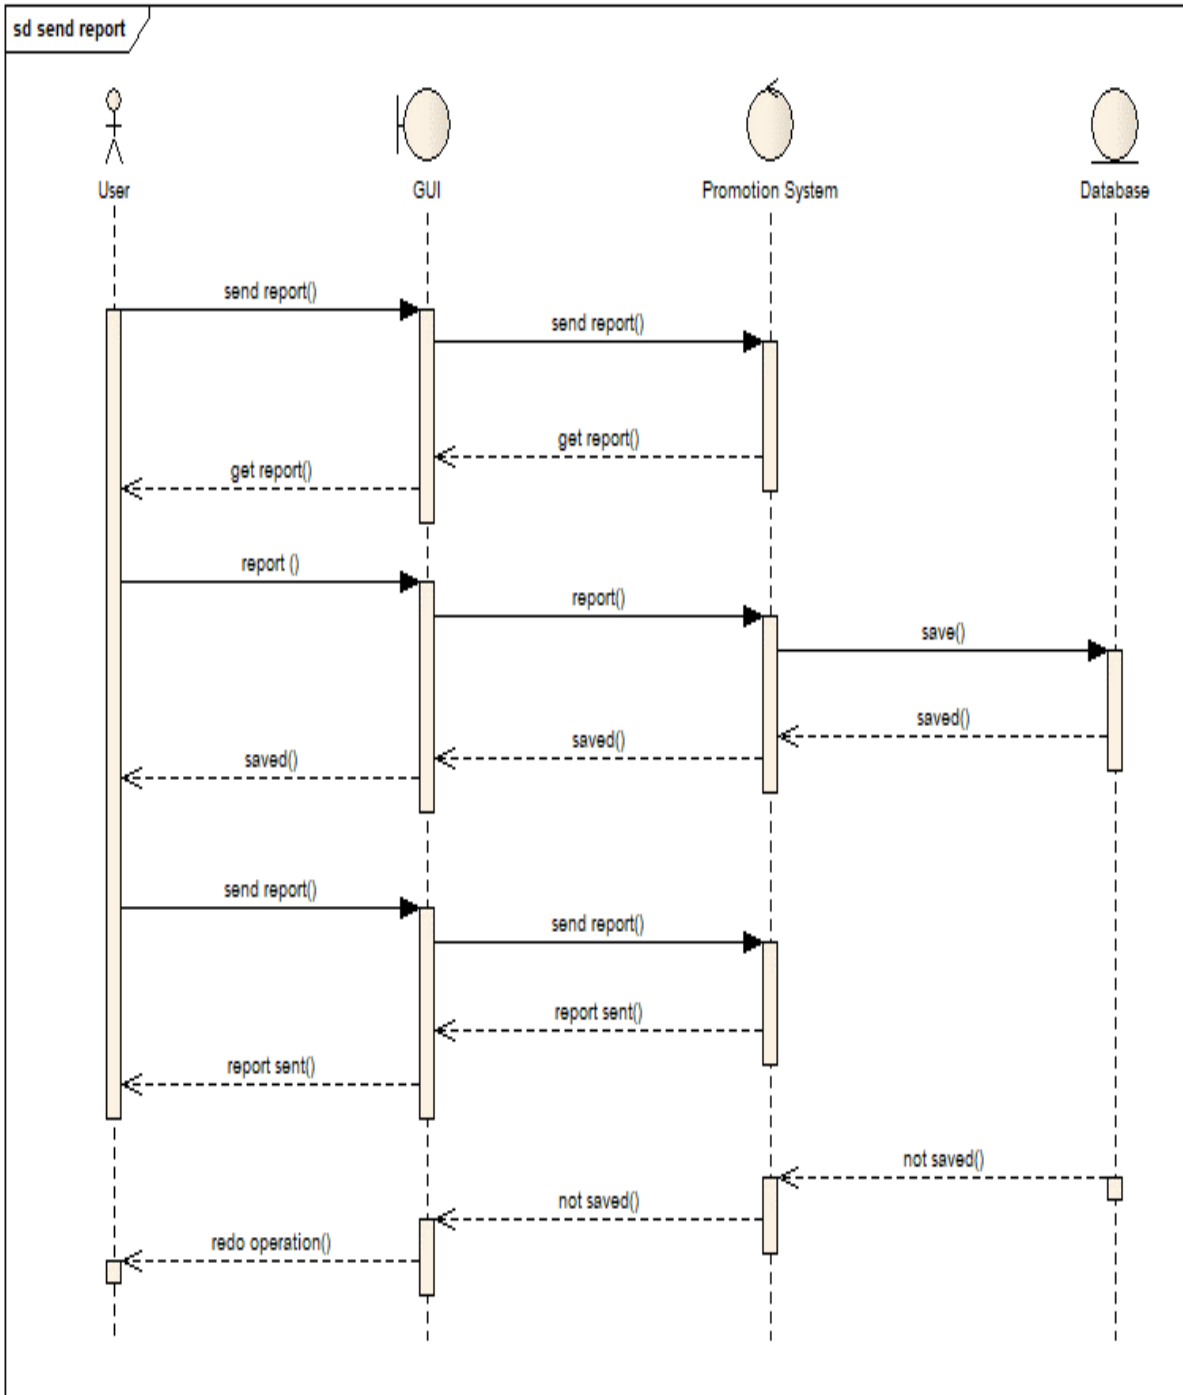 sd send report
User
GUI
Promotion System
Database
send report()
send report()
get report()
get report()
report ()
report()
save()
saved()
saved()
saved()
send report()
send report()
report sent()
report sent()
not saved()
not saved()
redo operation()